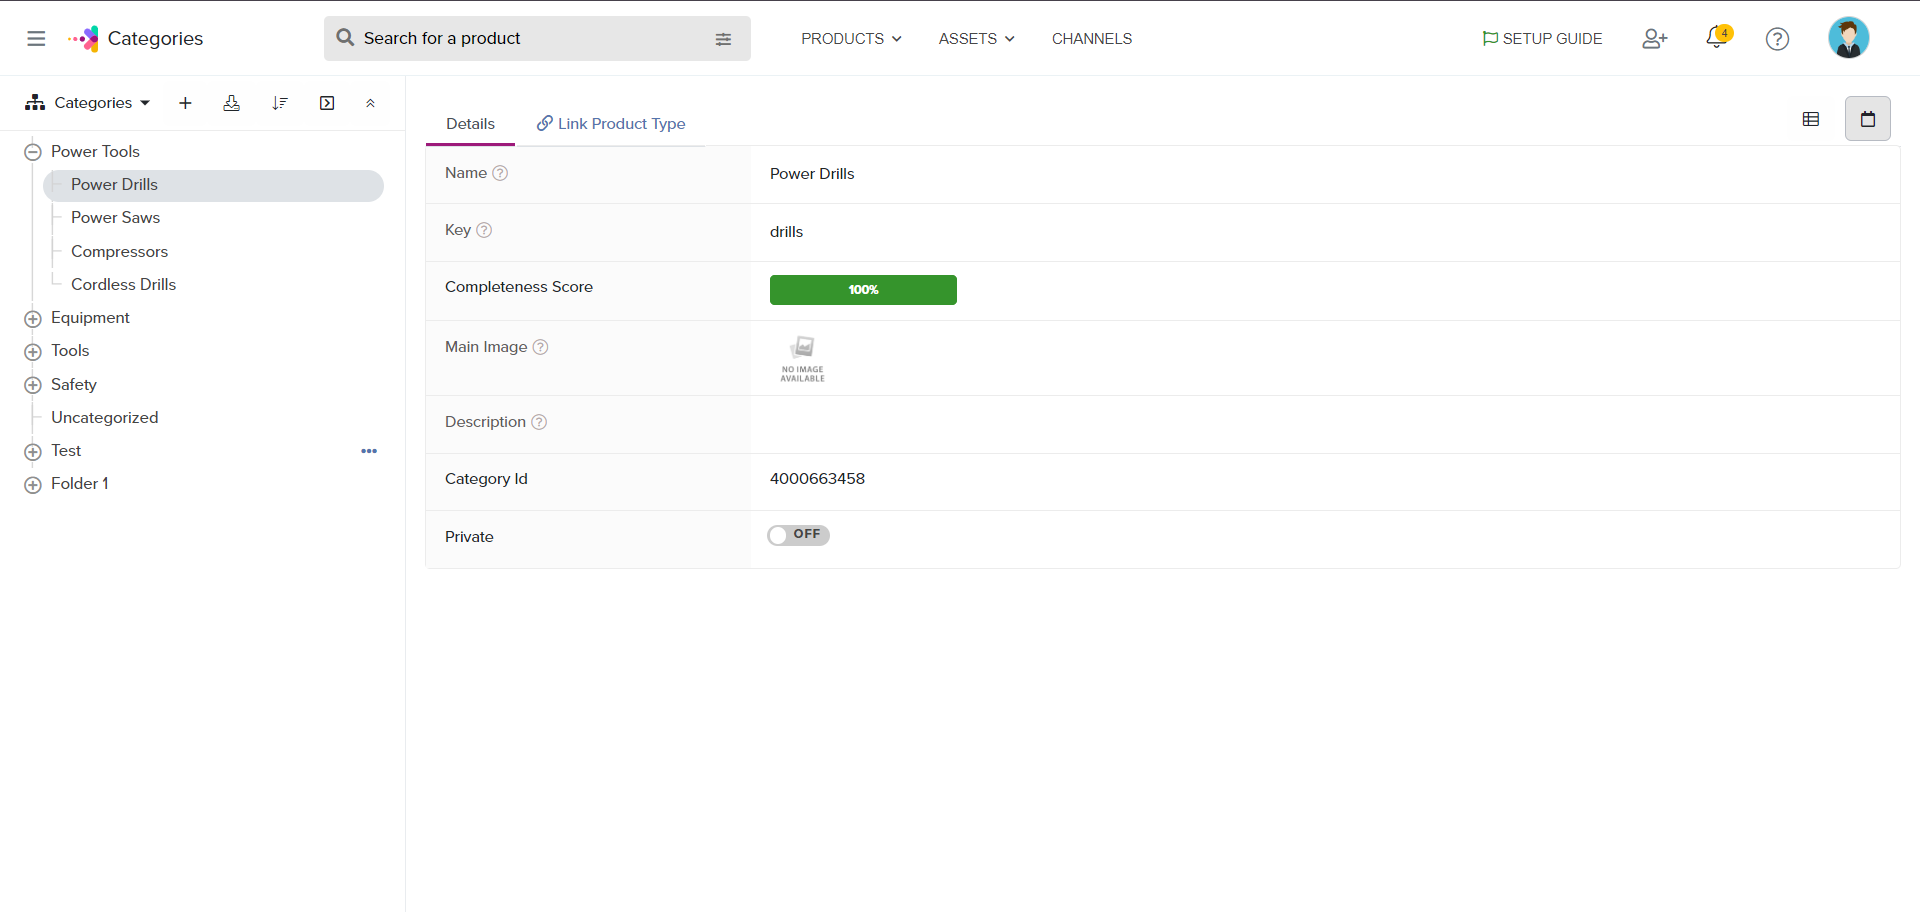 Categories
Search for a product
PRODUCTS
ASSETS
CHANNELS
SETUP GUIDE
4
Categories
Power Tools
Power Drills
Power Saws
Compressors
Cordless Drills
Equipment
Tools
Safety
Uncategorized
Test
Folder 1
Details
Link Product Type
Name
Power Drills
Key
drills
Completeness Score
100%
Main Image
NO IMAGE
AVAILABLE
Description
Category Id
4000663458
Private
OFF